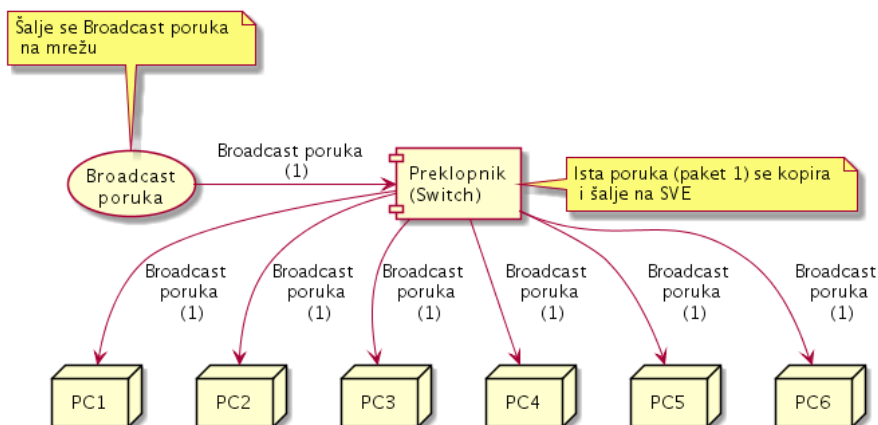 Šalje se Broadcast poruka
na mrežu
Broadcast poruka
(1)
Broadcast
poruka
Preklopnik
(Switch)
Ista poruka (paket 1) se kopira
i šalje na SVE
Broadcast
poruka
(1)
Broadcast
poruka
(1)
Broadcast
poruka
(1)
Broadcast
poruka
(1)
Broadcast
poruka
(1)
Broadcast
poruka
(1)
PC1
PC2
PC3
PC4
PC5
PC6